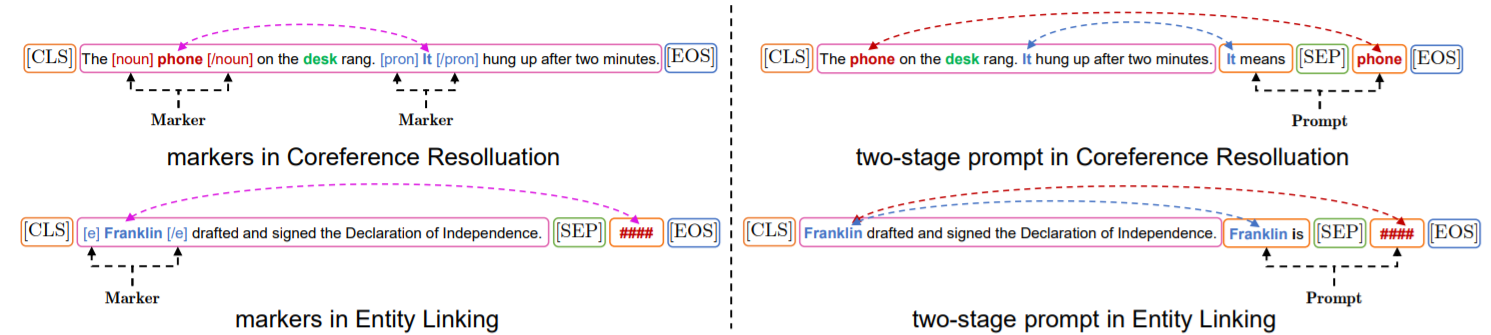 [CLS] The [noun] phone [/noun] on the desk rang. [pron] It [/pron] hung up after two minutes. [EOS]
Marker Marker
markers in Coreference Resolluation
[CLS] [e] Franklin [/e] drafted and signed the Declaration of Independence. [SEP] #### [EOS]
Marker
markers in Entity Linking
[CLS] The phone on the desk rang. It hung up after two minutes. It means [SEP] phone [EOS]
Prompt
two-stage prompt in Coreference Resolluation
[CLS] Franklin drafted and signed the Declaration of Independence. Franklin is [SEP] #### [EOS]
Prompt
two-stage prompt in Entity Linking